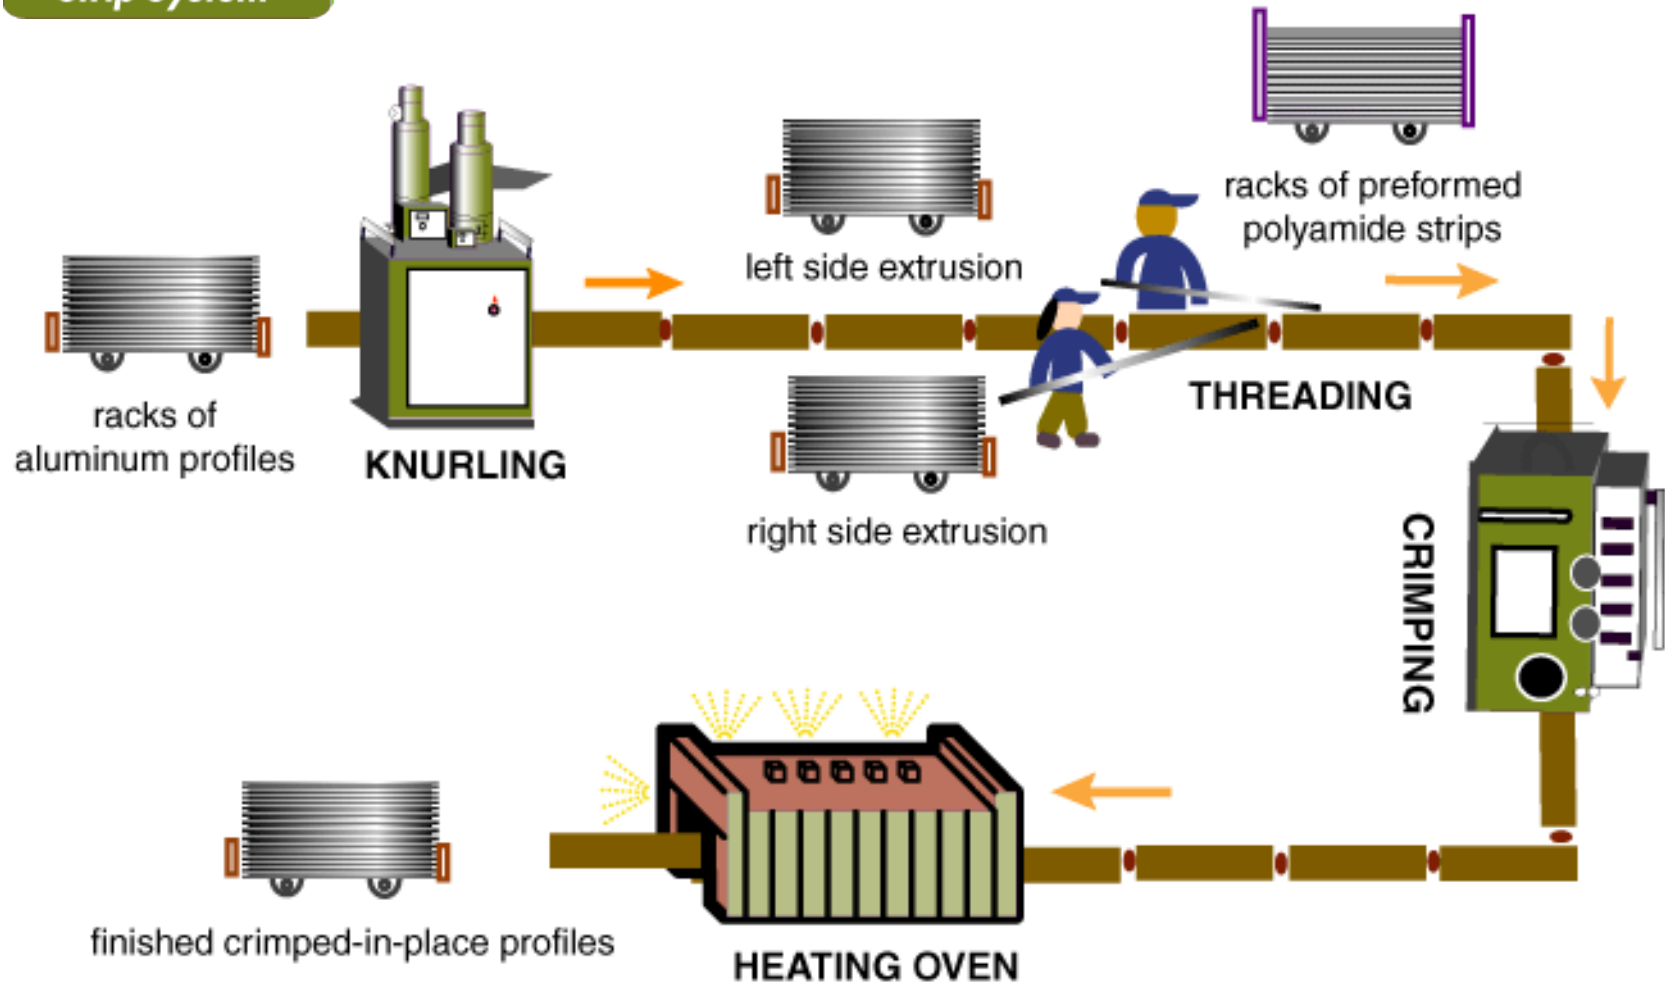 racks of preformed
polyamide strips
left side extrusion
racks of
aluminum profiles
KNURLING
THREADING
right side extrusion
CRIMPING
finished crimped-in-place profiles
HEATING OVEN